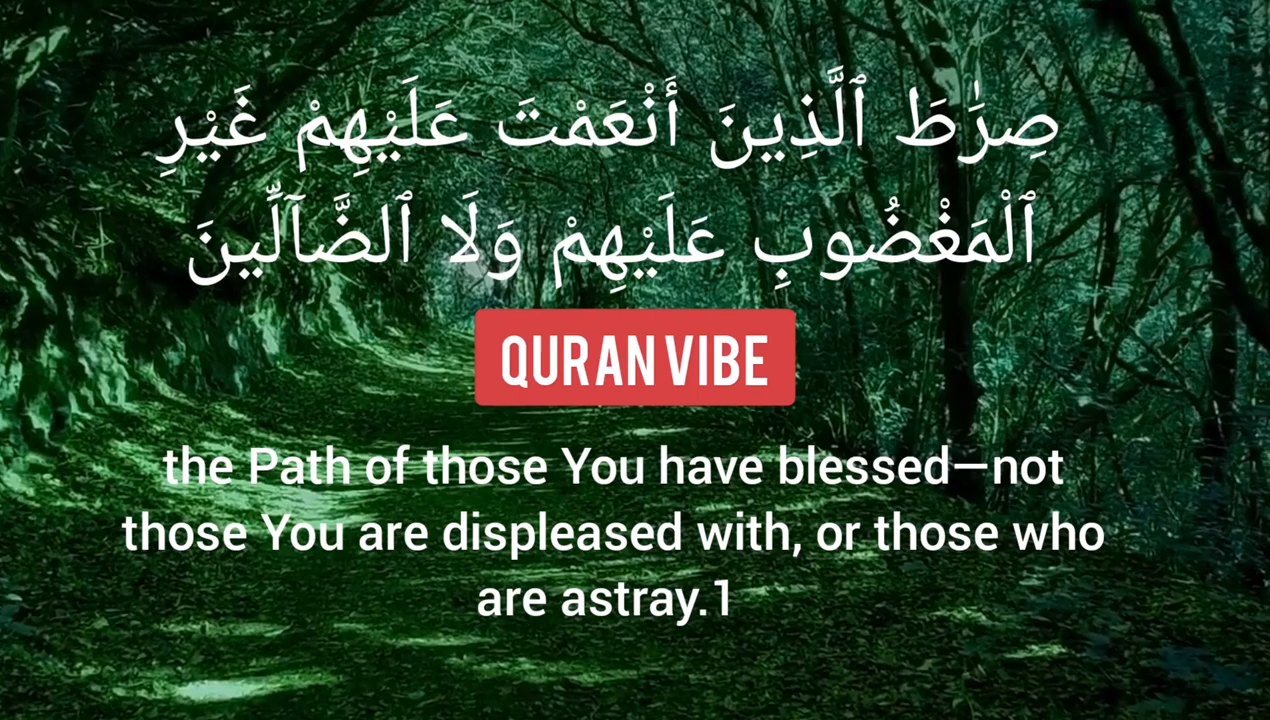 صِرَٰطَ ٱلَّذِينَ أَنْعَمْتَ عَلَيْهِمْ غَيْرِ
ٱلْمَغْضُوبِ عَلَيْهِمْ وَلَا ٱلضَّآلِّينَ
QURAN VIBE
the Path of those You have blessed—not
those You are displeased with, or those who
are astray.1